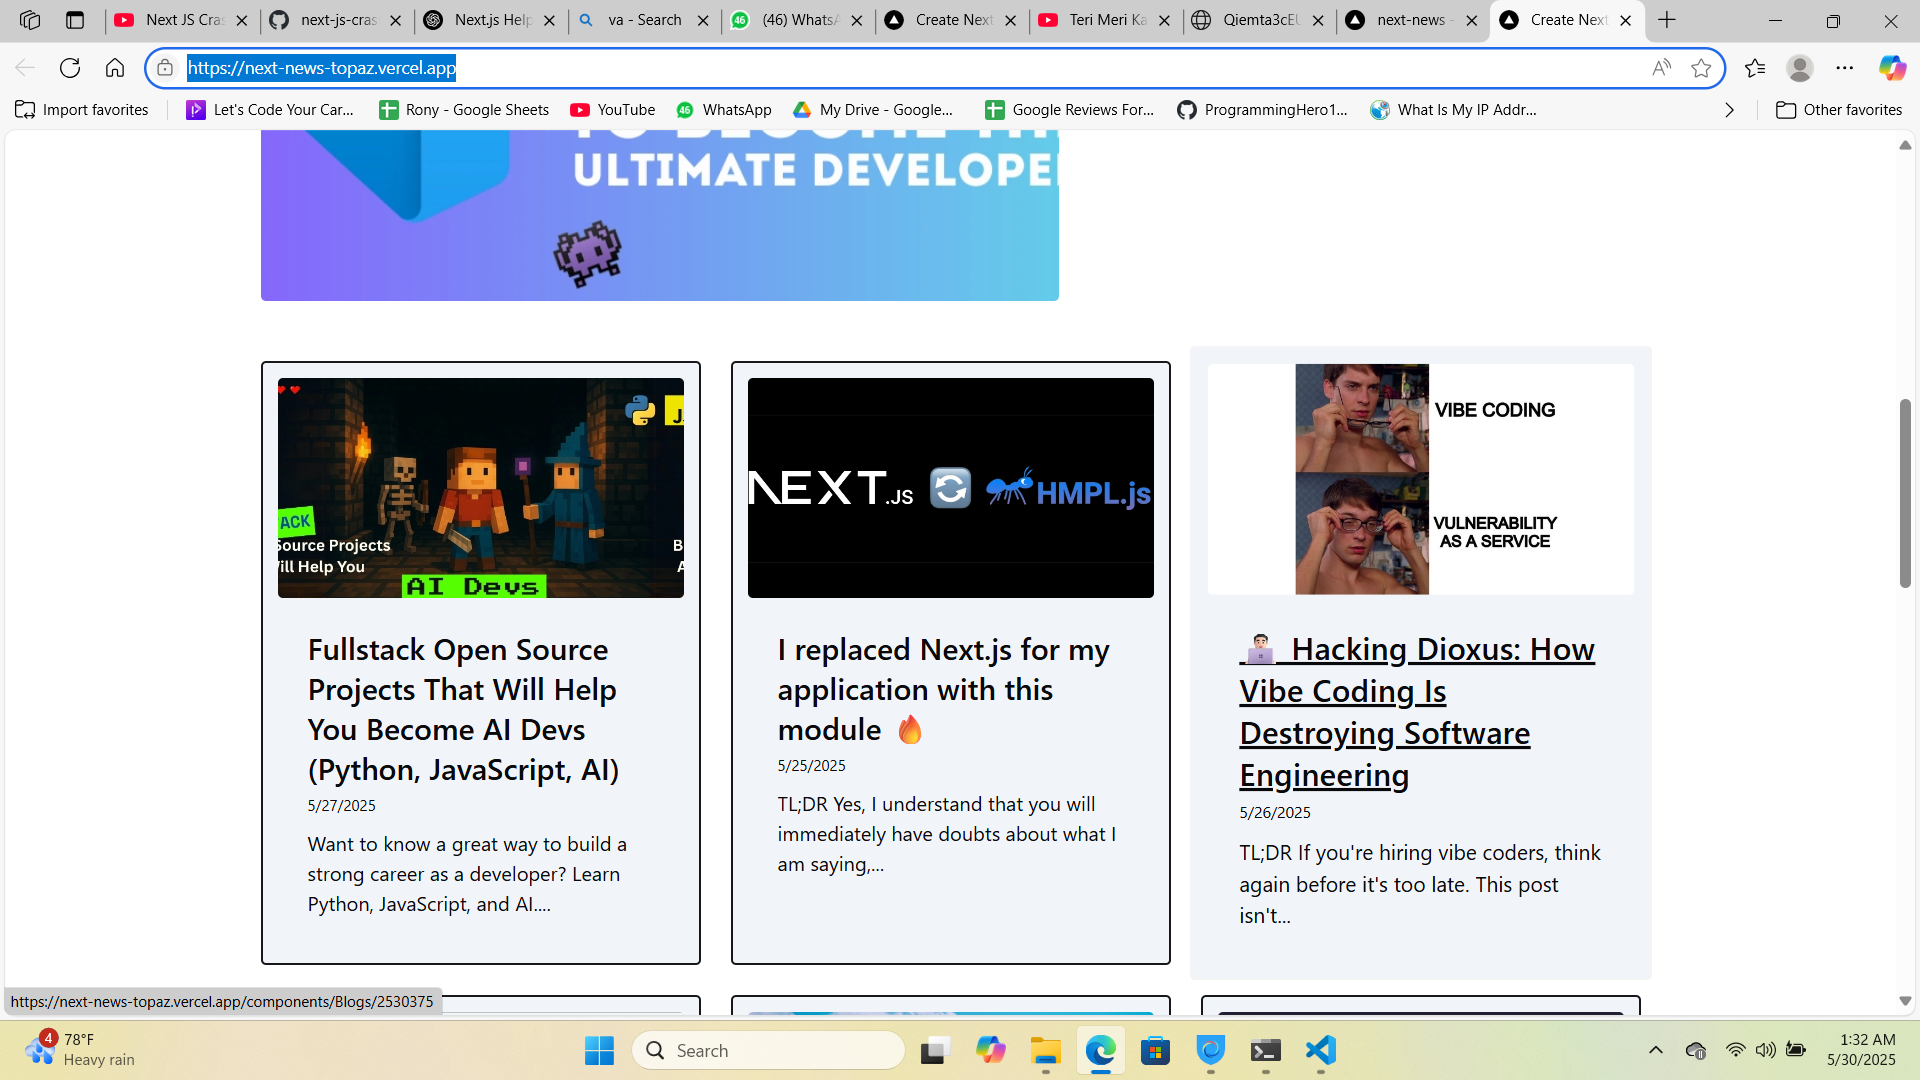 Next JS Cras
next-js-cras
Next.js Help
va - Search
(46) WhatsA
Create Next
Teri Meri Ka
Qiemta3cEU
next-news -
Create Next
https://next-news-topaz.vercel.app
Import favorites
Let's Code Your Car...
Rony - Google Sheets
YouTube
WhatsApp
My Drive - Google...
Google Reviews For...
ProgrammingHero1...
What Is My IP Addr...
Other favorites
ULTIMATE DEVELOPE
ACK
Source Projects
ill Help You
AI Devs
NEXT.JS
HMPL.js
VIBE CODING
VULNERABILITY
AS A SERVICE
Fullstack Open Source
Projects That Will Help
You Become AI Devs
(Python, JavaScript, AI)
5/27/2025
Want to know a great way to build a
strong career as a developer? Learn
Python, JavaScript, and AI....
I replaced Next.js for my
application with this
module 🔥
5/25/2025
TL;DR Yes, I understand that you will
immediately have doubts about what I
am saying,...
👨🏻‍💻 Hacking Dioxus: How
Vibe Coding Is
Destroying Software
Engineering
5/26/2025
TL;DR If you're hiring vibe coders, think
again before it's too late. This post
isn't...
https://next-news-topaz.vercel.app/components/Blogs/2530375
4
78°F
Heavy rain
Search
1:32 AM
5/30/2025